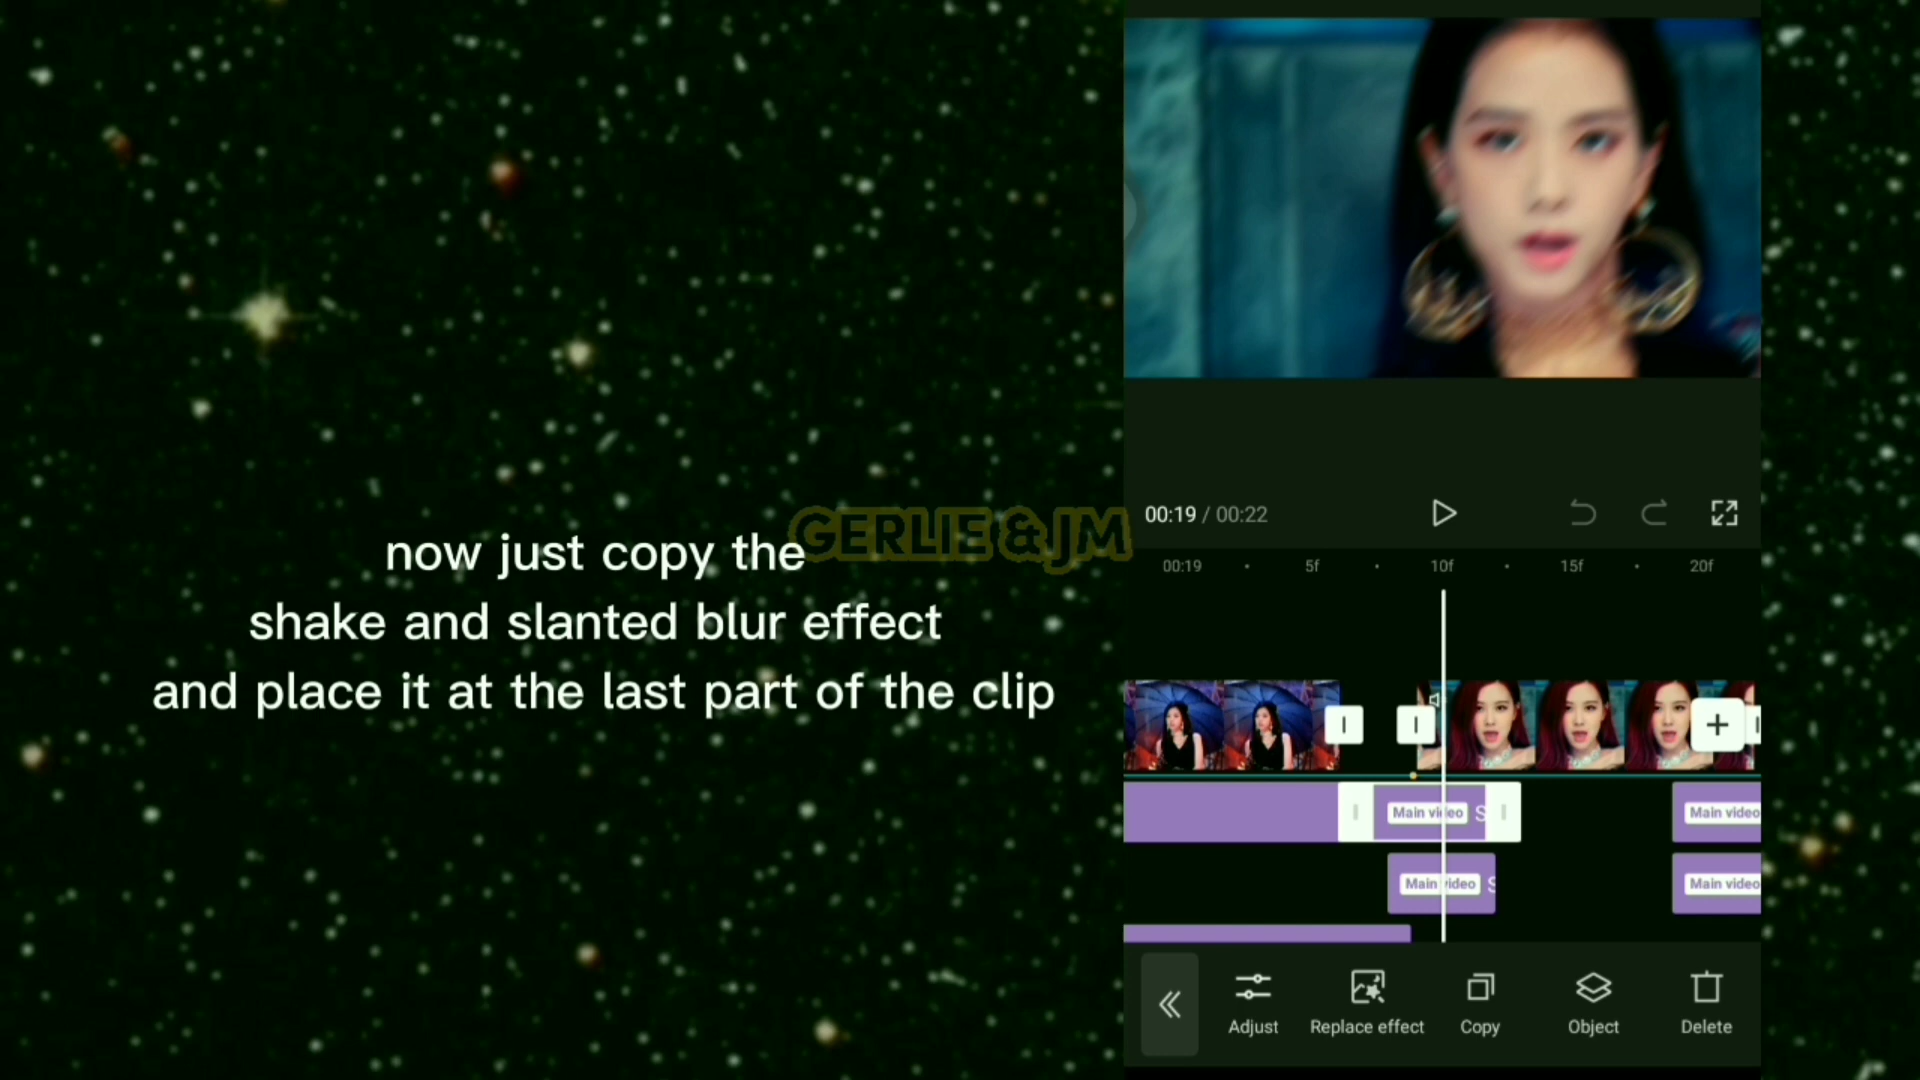 now just copy the
shake and slanted blur effect
and place it at the last part of the clip
GERLIE & JM
00:19 / 00:22
00:19 5f 10f 15f 20f
Main video S
Main video
Main video S
Main video
Adjust
Replace effect
Copy
Object
Delete